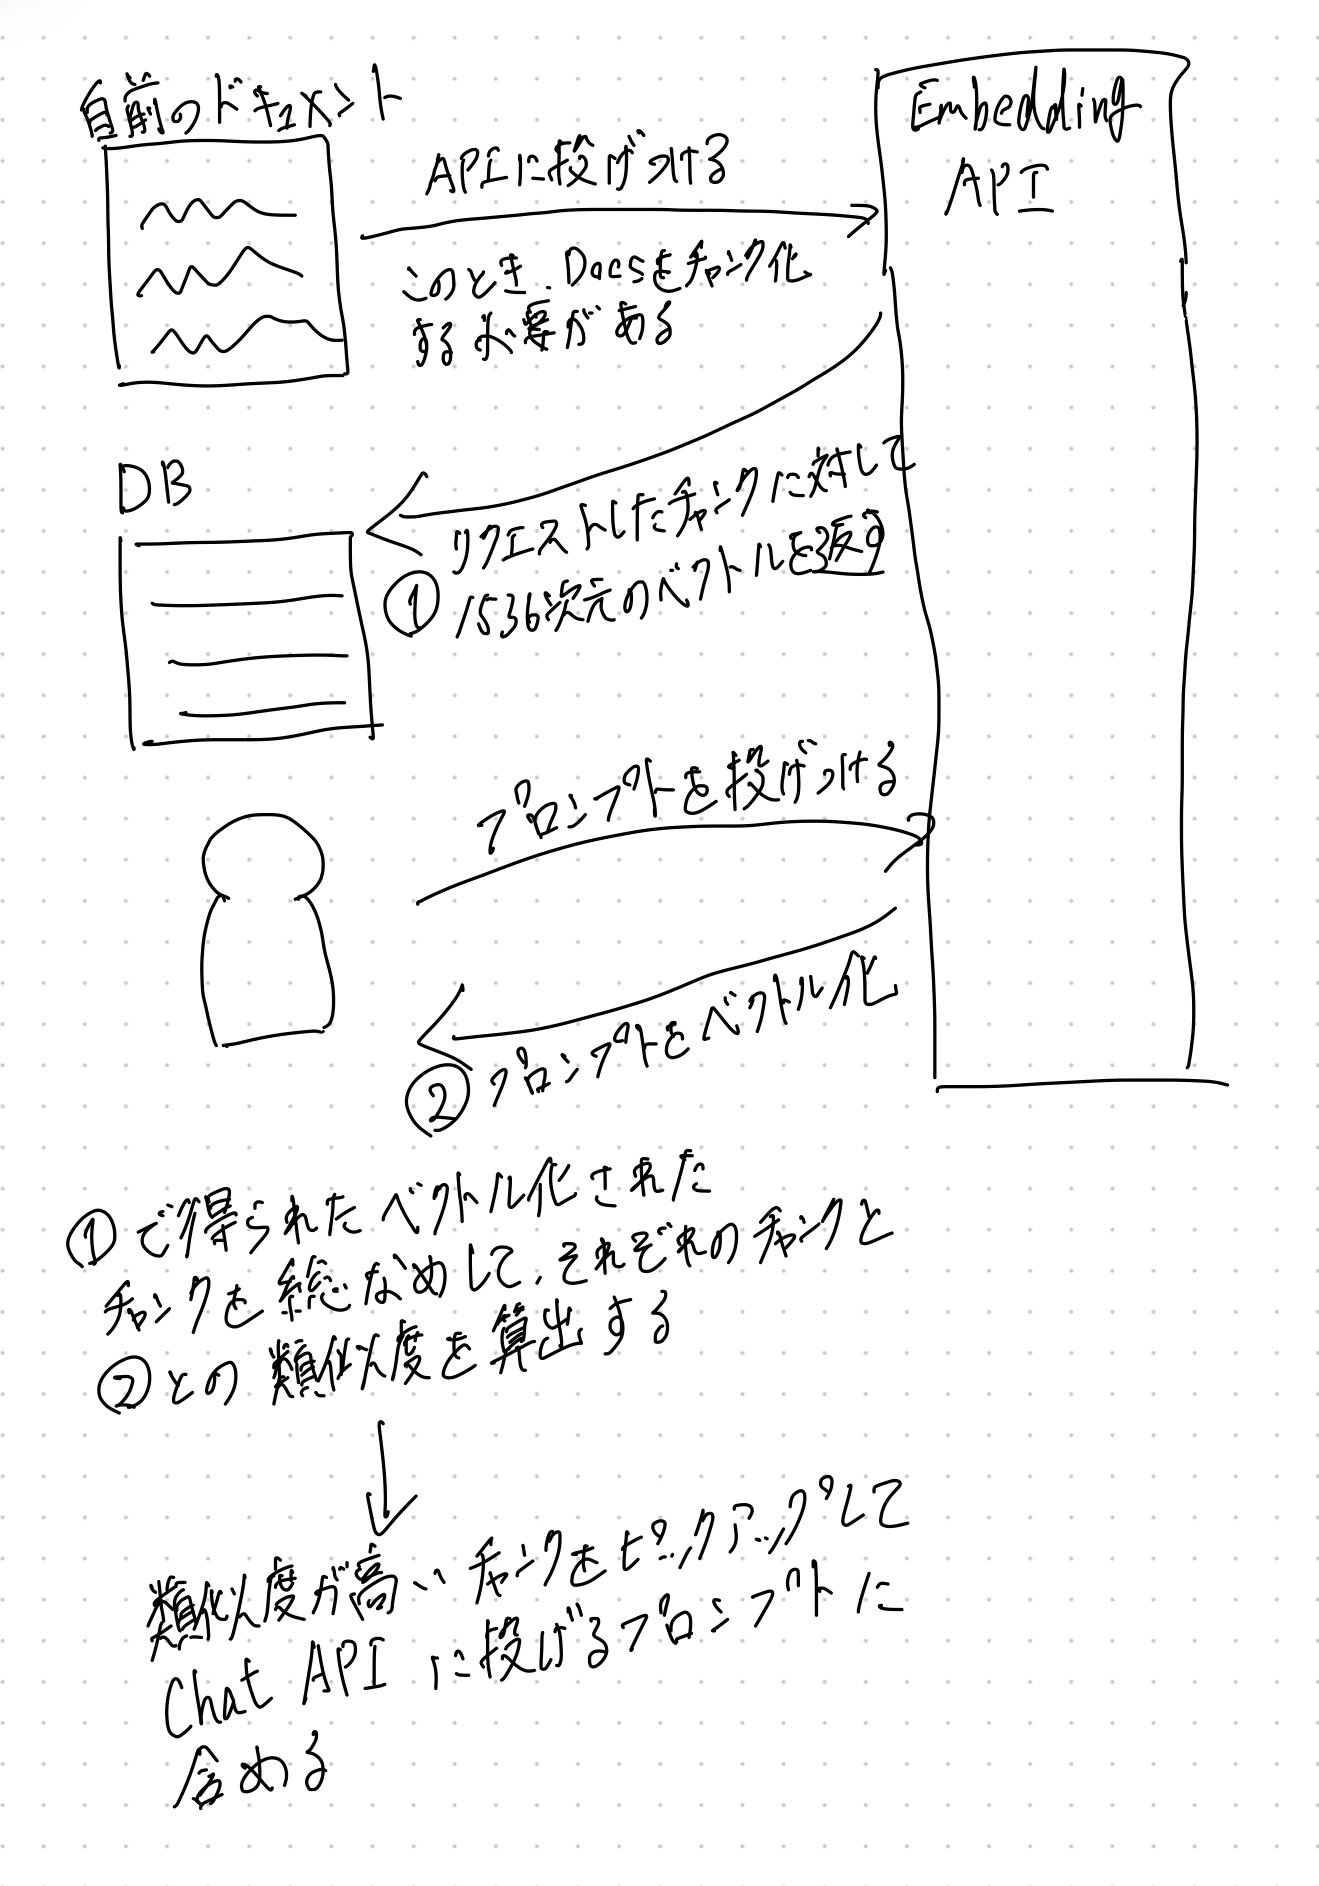 自前のドキュメント
Embedding
API
APIに投げつける
このとき、Docsをチャンク化
する必要がある
DB
リクエストしたチャンクに対して
① 1536次元のベクトルを返す
プロンプトを投げつける
② プロンプトをベクトル化
①で得られたベクトル化された
チャンクを総なめして、それぞれのチャンクと
②との類似度を算出する
類似度が高いチャンクをピックアップして
Chat APIに投げるプロンプトに
含める